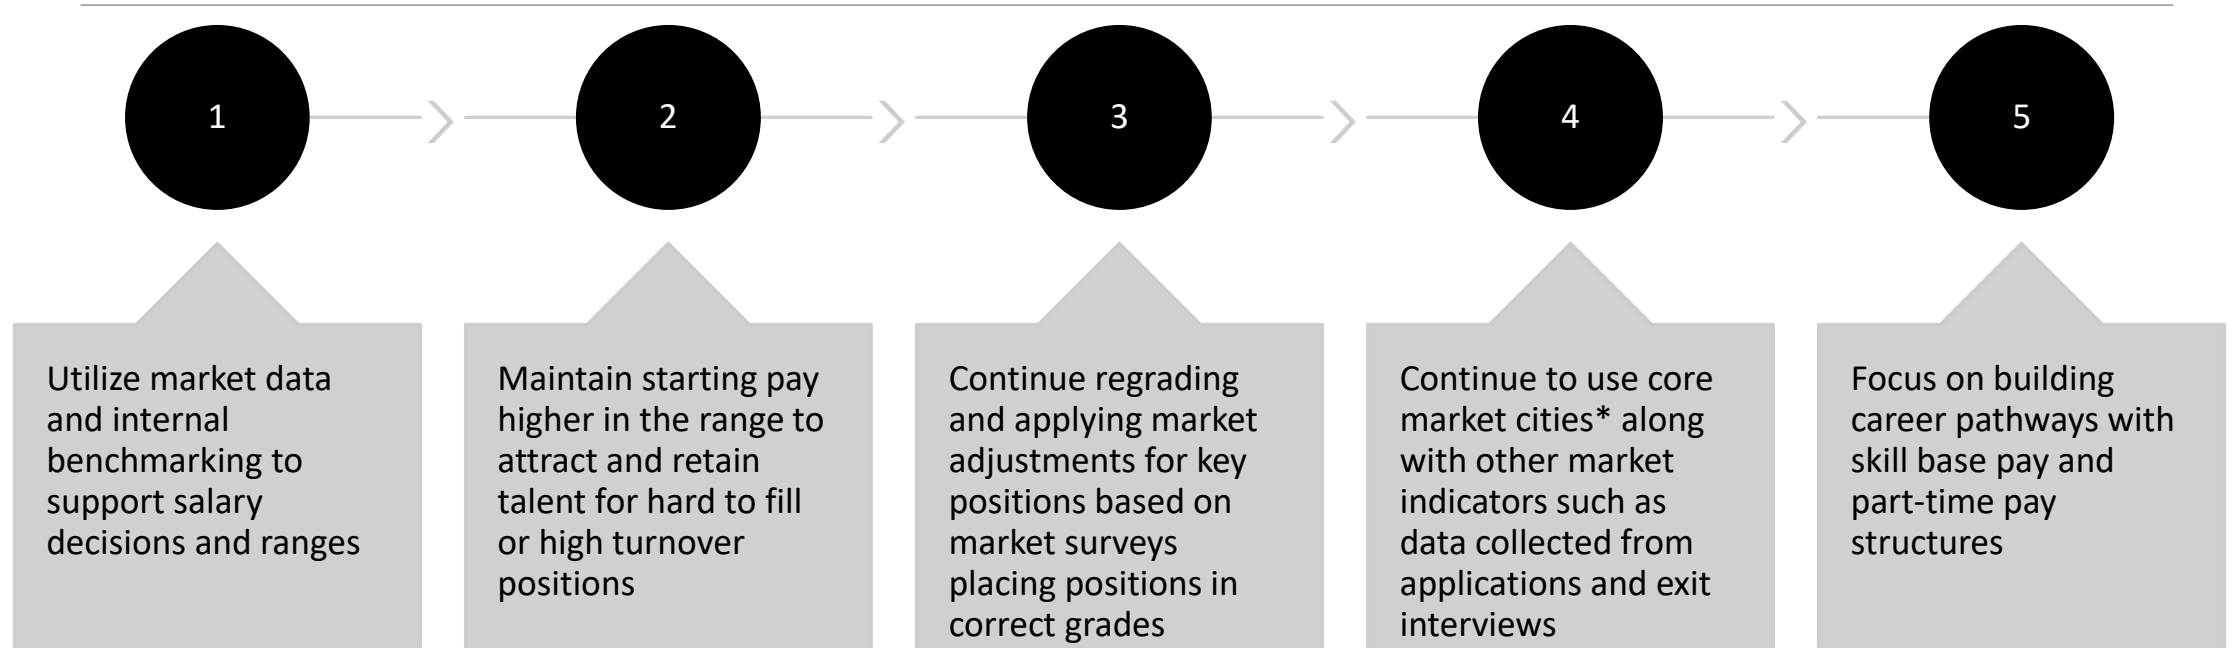 1
Utilize market data
and internal
benchmarking to
support salary
decisions and ranges
2
Maintain starting pay
higher in the range to
attract and retain
talent for hard to fill
or high turnover
positions
3
Continue regrading
and applying market
adjustments for key
positions based on
market surveys
placing positions in
correct grades
4
Continue to use core
market cities* along
with other market
indicators such as
data collected from
applications and exit
interviews
5
Focus on building
career pathways with
skill base pay and
part-time pay
structures